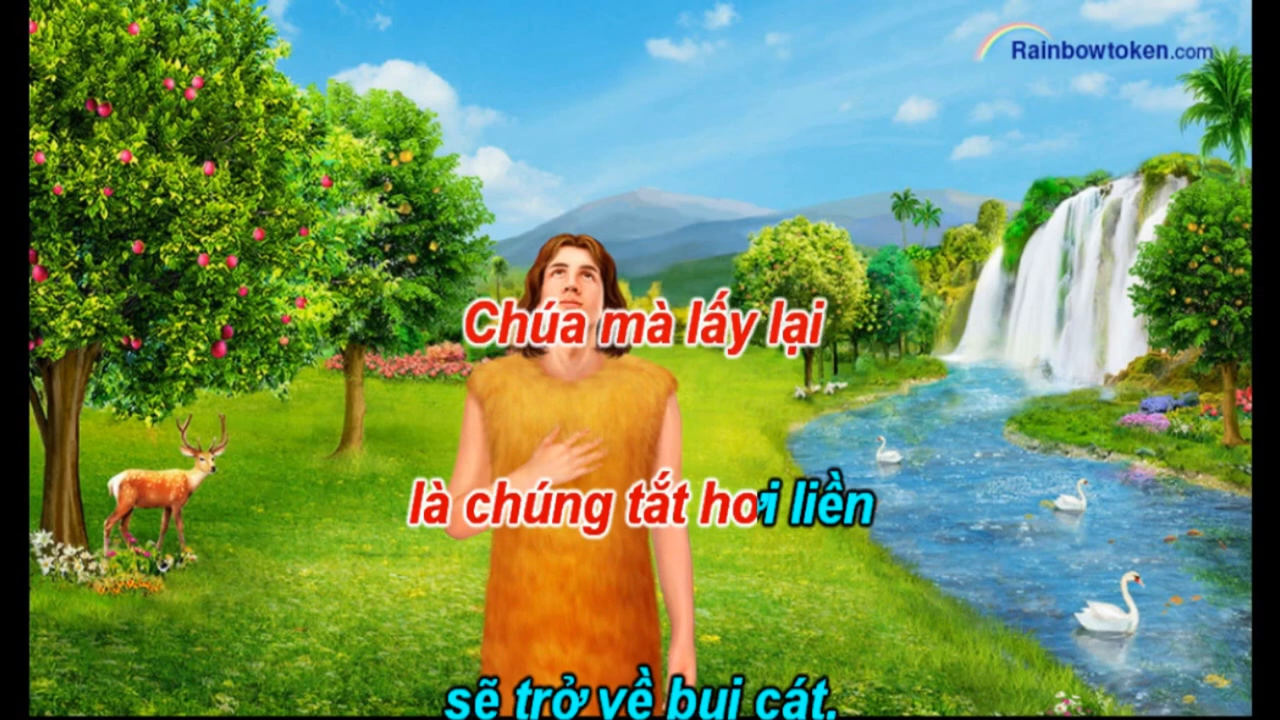 Rainbowtoken.com
Chúa mà lấy lại
là chúng tắt hơi liền
sẽ trở về bụi cát.